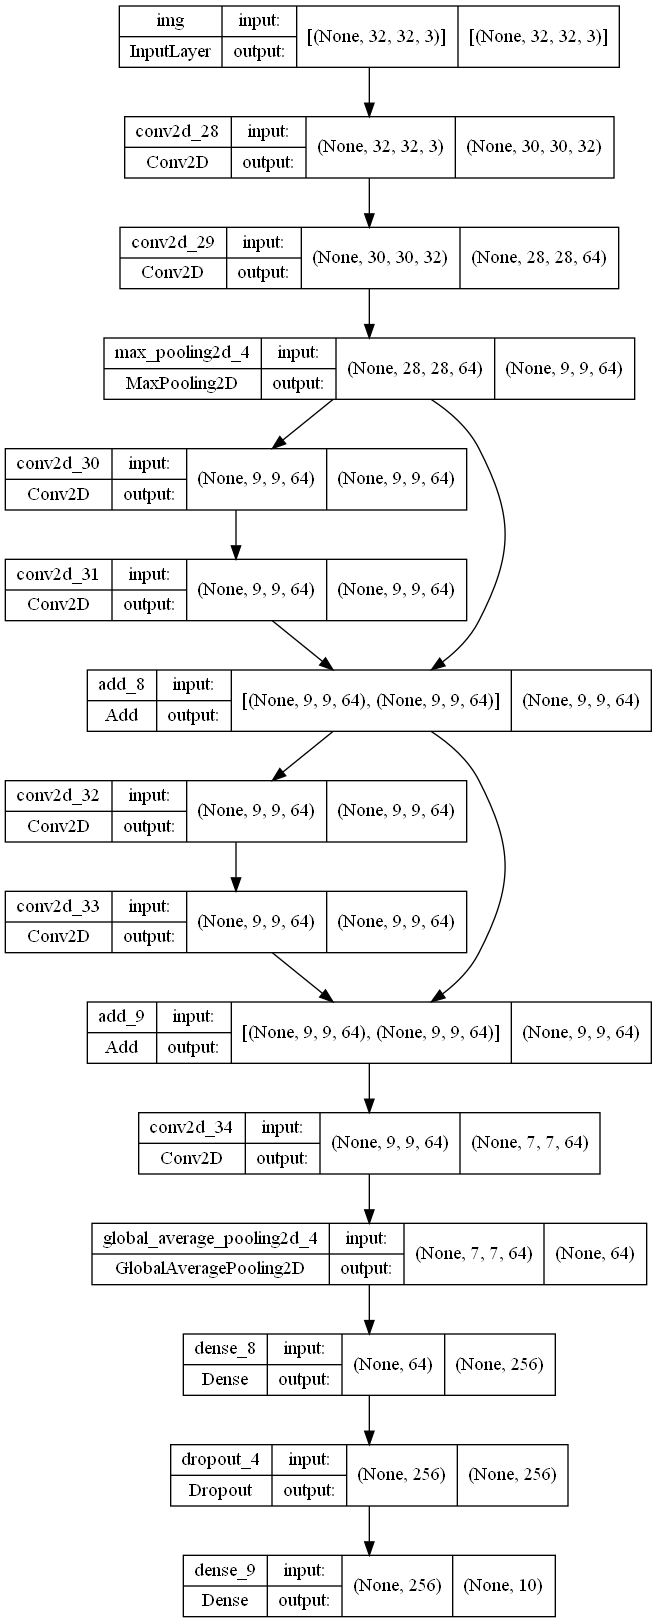 img input: [(None, 32, 32, 3)] [(None, 32, 32, 3)]
InputLayer output:
conv2d_28 input: (None, 32, 32, 3) (None, 30, 30, 32)
Conv2D output:
conv2d_29 input: (None, 30, 30, 32) (None, 28, 28, 64)
Conv2D output:
max_pooling2d_4 input: (None, 28, 28, 64) (None, 9, 9, 64)
MaxPooling2D output:
conv2d_30 input: (None, 9, 9, 64) (None, 9, 9, 64)
Conv2D output:
conv2d_31 input: (None, 9, 9, 64) (None, 9, 9, 64)
Conv2D output:
add_8 input: [(None, 9, 9, 64), (None, 9, 9, 64)] (None, 9, 9, 64)
Add output:
conv2d_32 input: (None, 9, 9, 64) (None, 9, 9, 64)
Conv2D output:
conv2d_33 input: (None, 9, 9, 64) (None, 9, 9, 64)
Conv2D output:
add_9 input: [(None, 9, 9, 64), (None, 9, 9, 64)] (None, 9, 9, 64)
Add output:
conv2d_34 input: (None, 9, 9, 64) (None, 7, 7, 64)
Conv2D output:
global_average_pooling2d_4 input: (None, 7, 7, 64) (None, 64)
GlobalAveragePooling2D output:
dense_8 input: (None, 64) (None, 256)
Dense output:
dropout_4 input: (None, 256) (None, 256)
Dropout output:
dense_9 input: (None, 256) (None, 10)
Dense output: